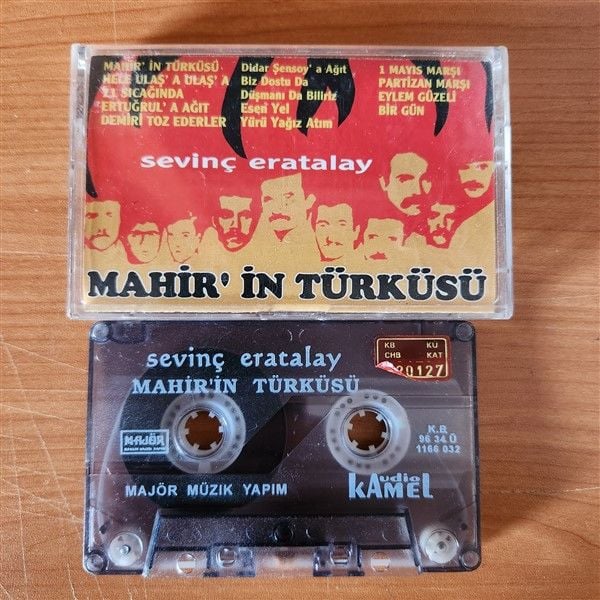 MAHİR' İN TÜRKÜSÜ
HELE ULAŞ' A ULAŞ' A
21 SICAĞINDA
ERTUĞRUL' A AĞIT
DEMİRİ TOZ EDERLER
Didar Şensoy' a Ağıt
Biz Dostu Da
Düşmanı Da Biliriz
Esen Yel
Yürü Yağız Atım
1 MAYIS MARŞI
PARTİZAN MARŞI
EYLEM GÜZELİ
BİR GÜN
sevinç eratalay
MAHİR' İN TÜRKÜSÜ
sevinç eratalay
MAHİR'İN TÜRKÜSÜ
KB KU
CHB KAT
20127
MAJÖR
K.B.
96 34 Ü
1166 032
MAJÖR MÜZİK YAPIM
audio
KAMEL